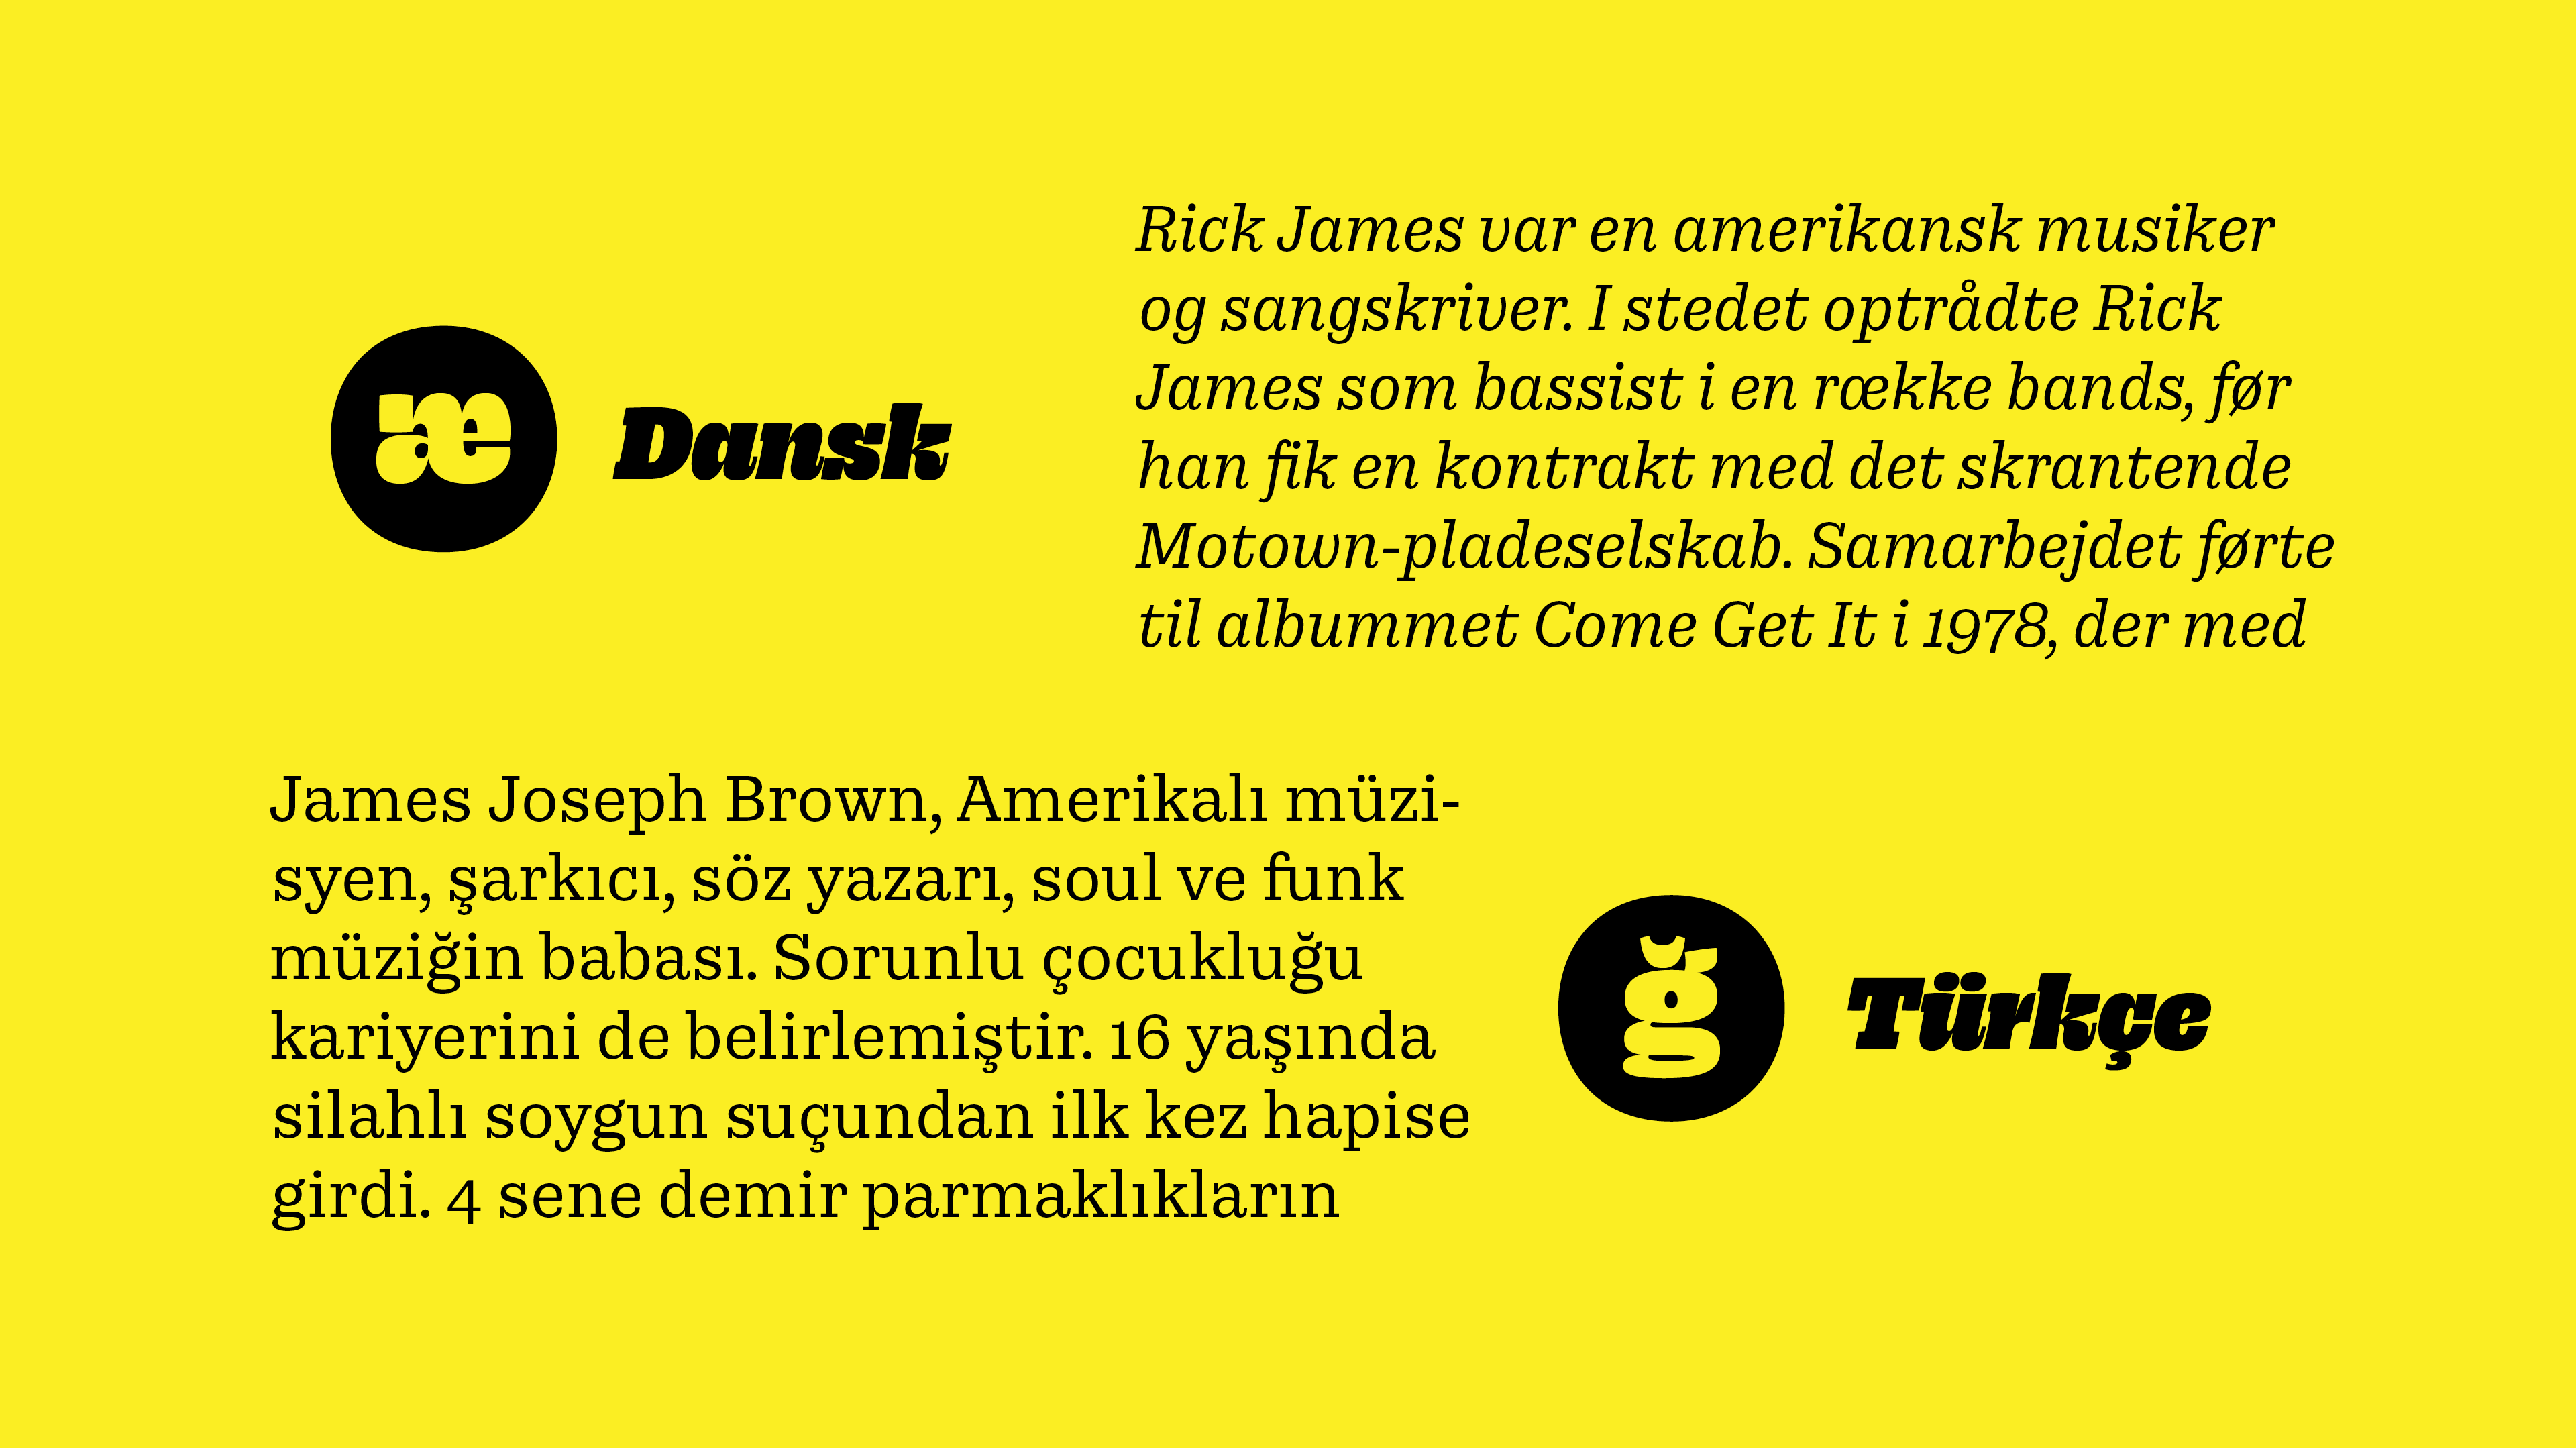 æ
Dansk
Rick James var en amerikansk musiker
og sangskriver. I stedet optrådte Rick
James som bassist i en række bands, før
han fik en kontrakt med det skrantende
Motown-pladeselskab. Samarbejdet førte
til albummet Come Get It i 1978, der med
James Joseph Brown, Amerikalı müzi-
syen, şarkıcı, söz yazarı, soul ve funk
müziğin babası. Sorunlu çocukluğu
kariyerini de belirlemiştir. 16 yaşında
silahlı soygun suçundan ilk kez hapise
girdi. 4 sene demir parmaklıkların
ğ
Türkçe